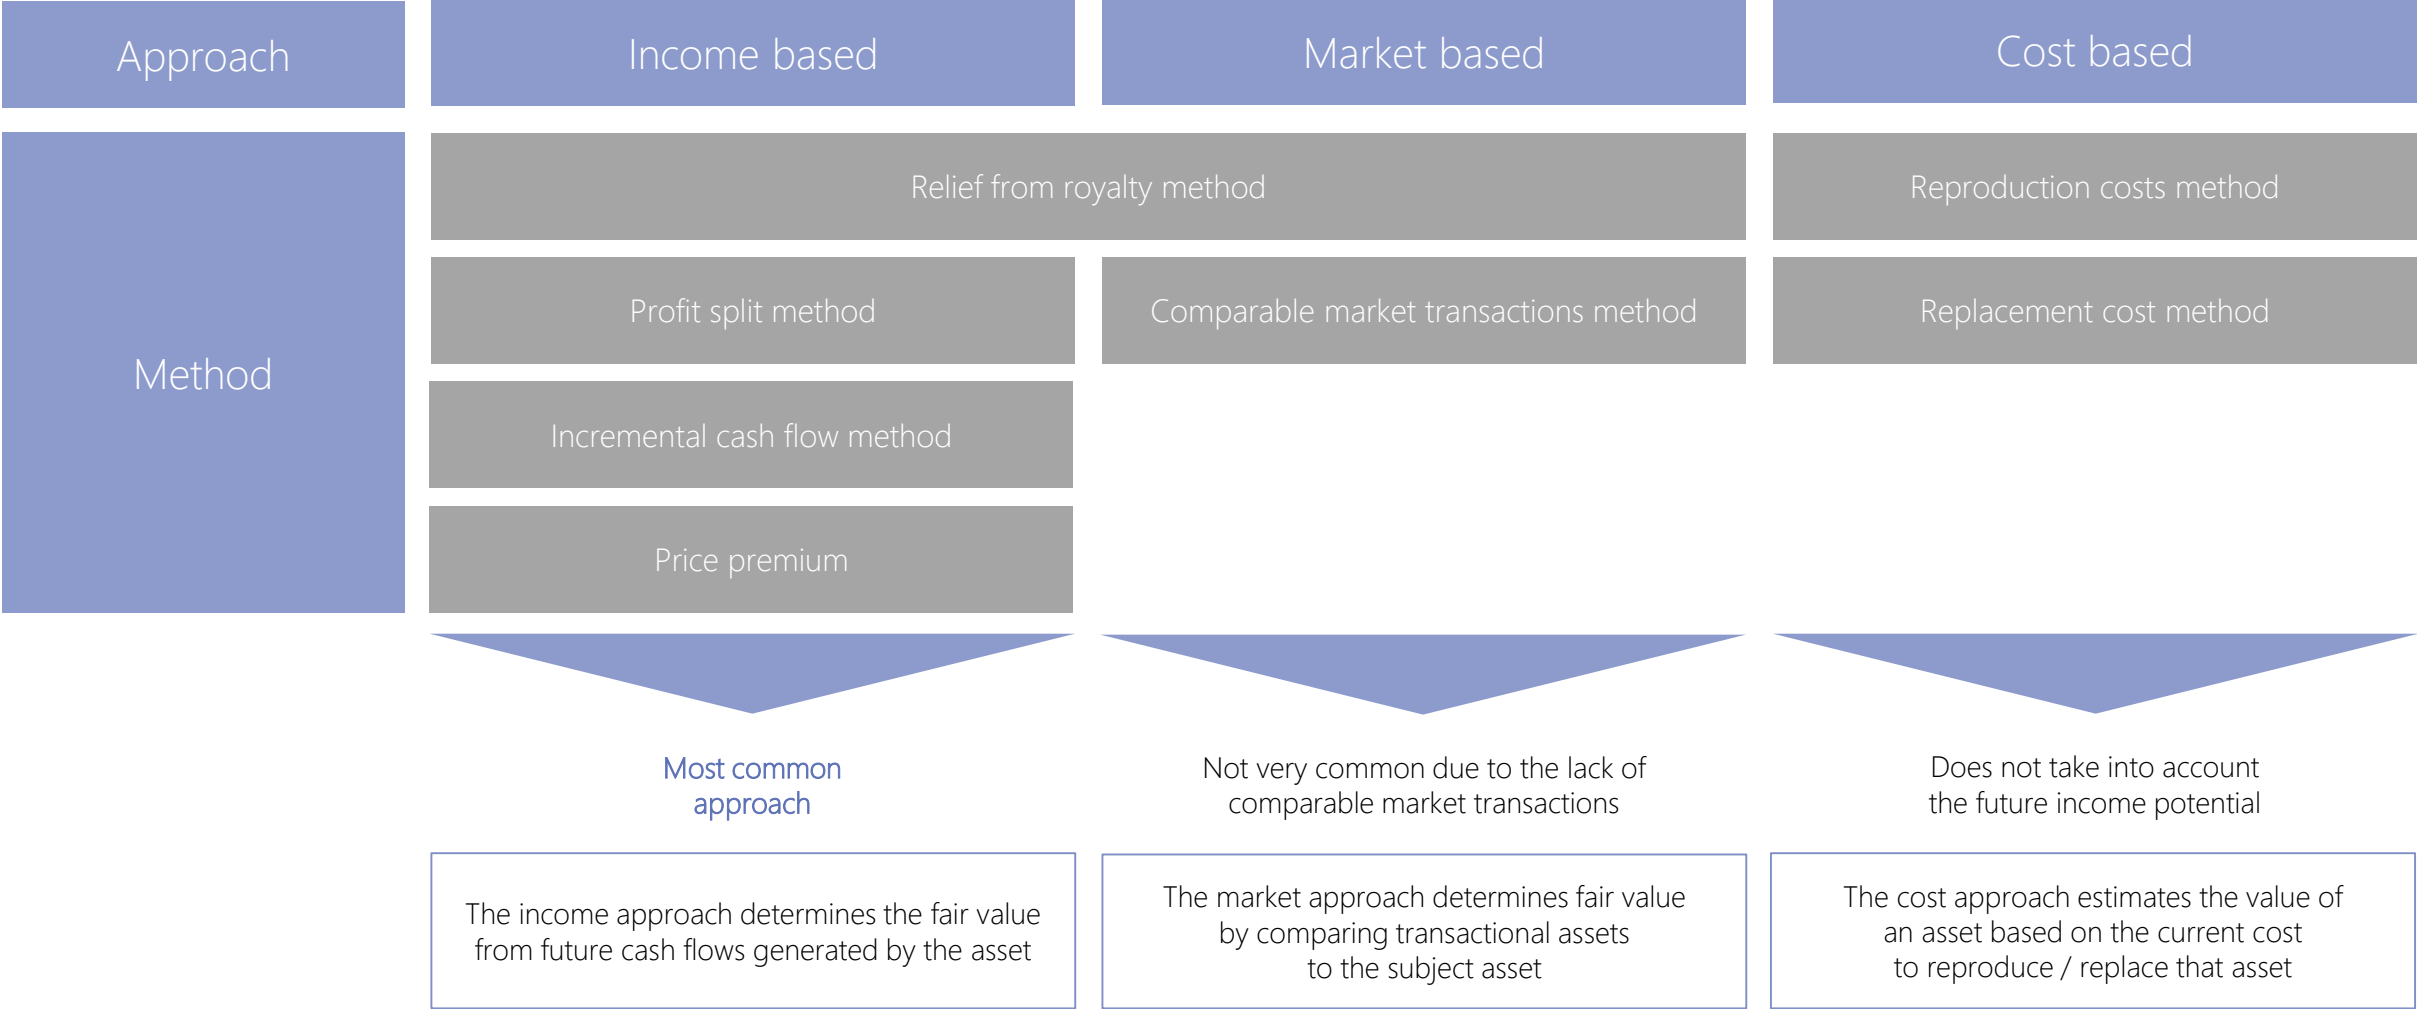 Approach
Income based
Market based
Cost based
Method
Relief from royalty method
Reproduction costs method
Profit split method
Comparable market transactions method
Replacement cost method
Incremental cash flow method
Price premium
Most common
approach
Not very common due to the lack of
comparable market transactions
Does not take into account
the future income potential
The income approach determines the fair value
from future cash flows generated by the asset
The market approach determines fair value
by comparing transactional assets
to the subject asset
The cost approach estimates the value of
an asset based on the current cost
to reproduce / replace that asset